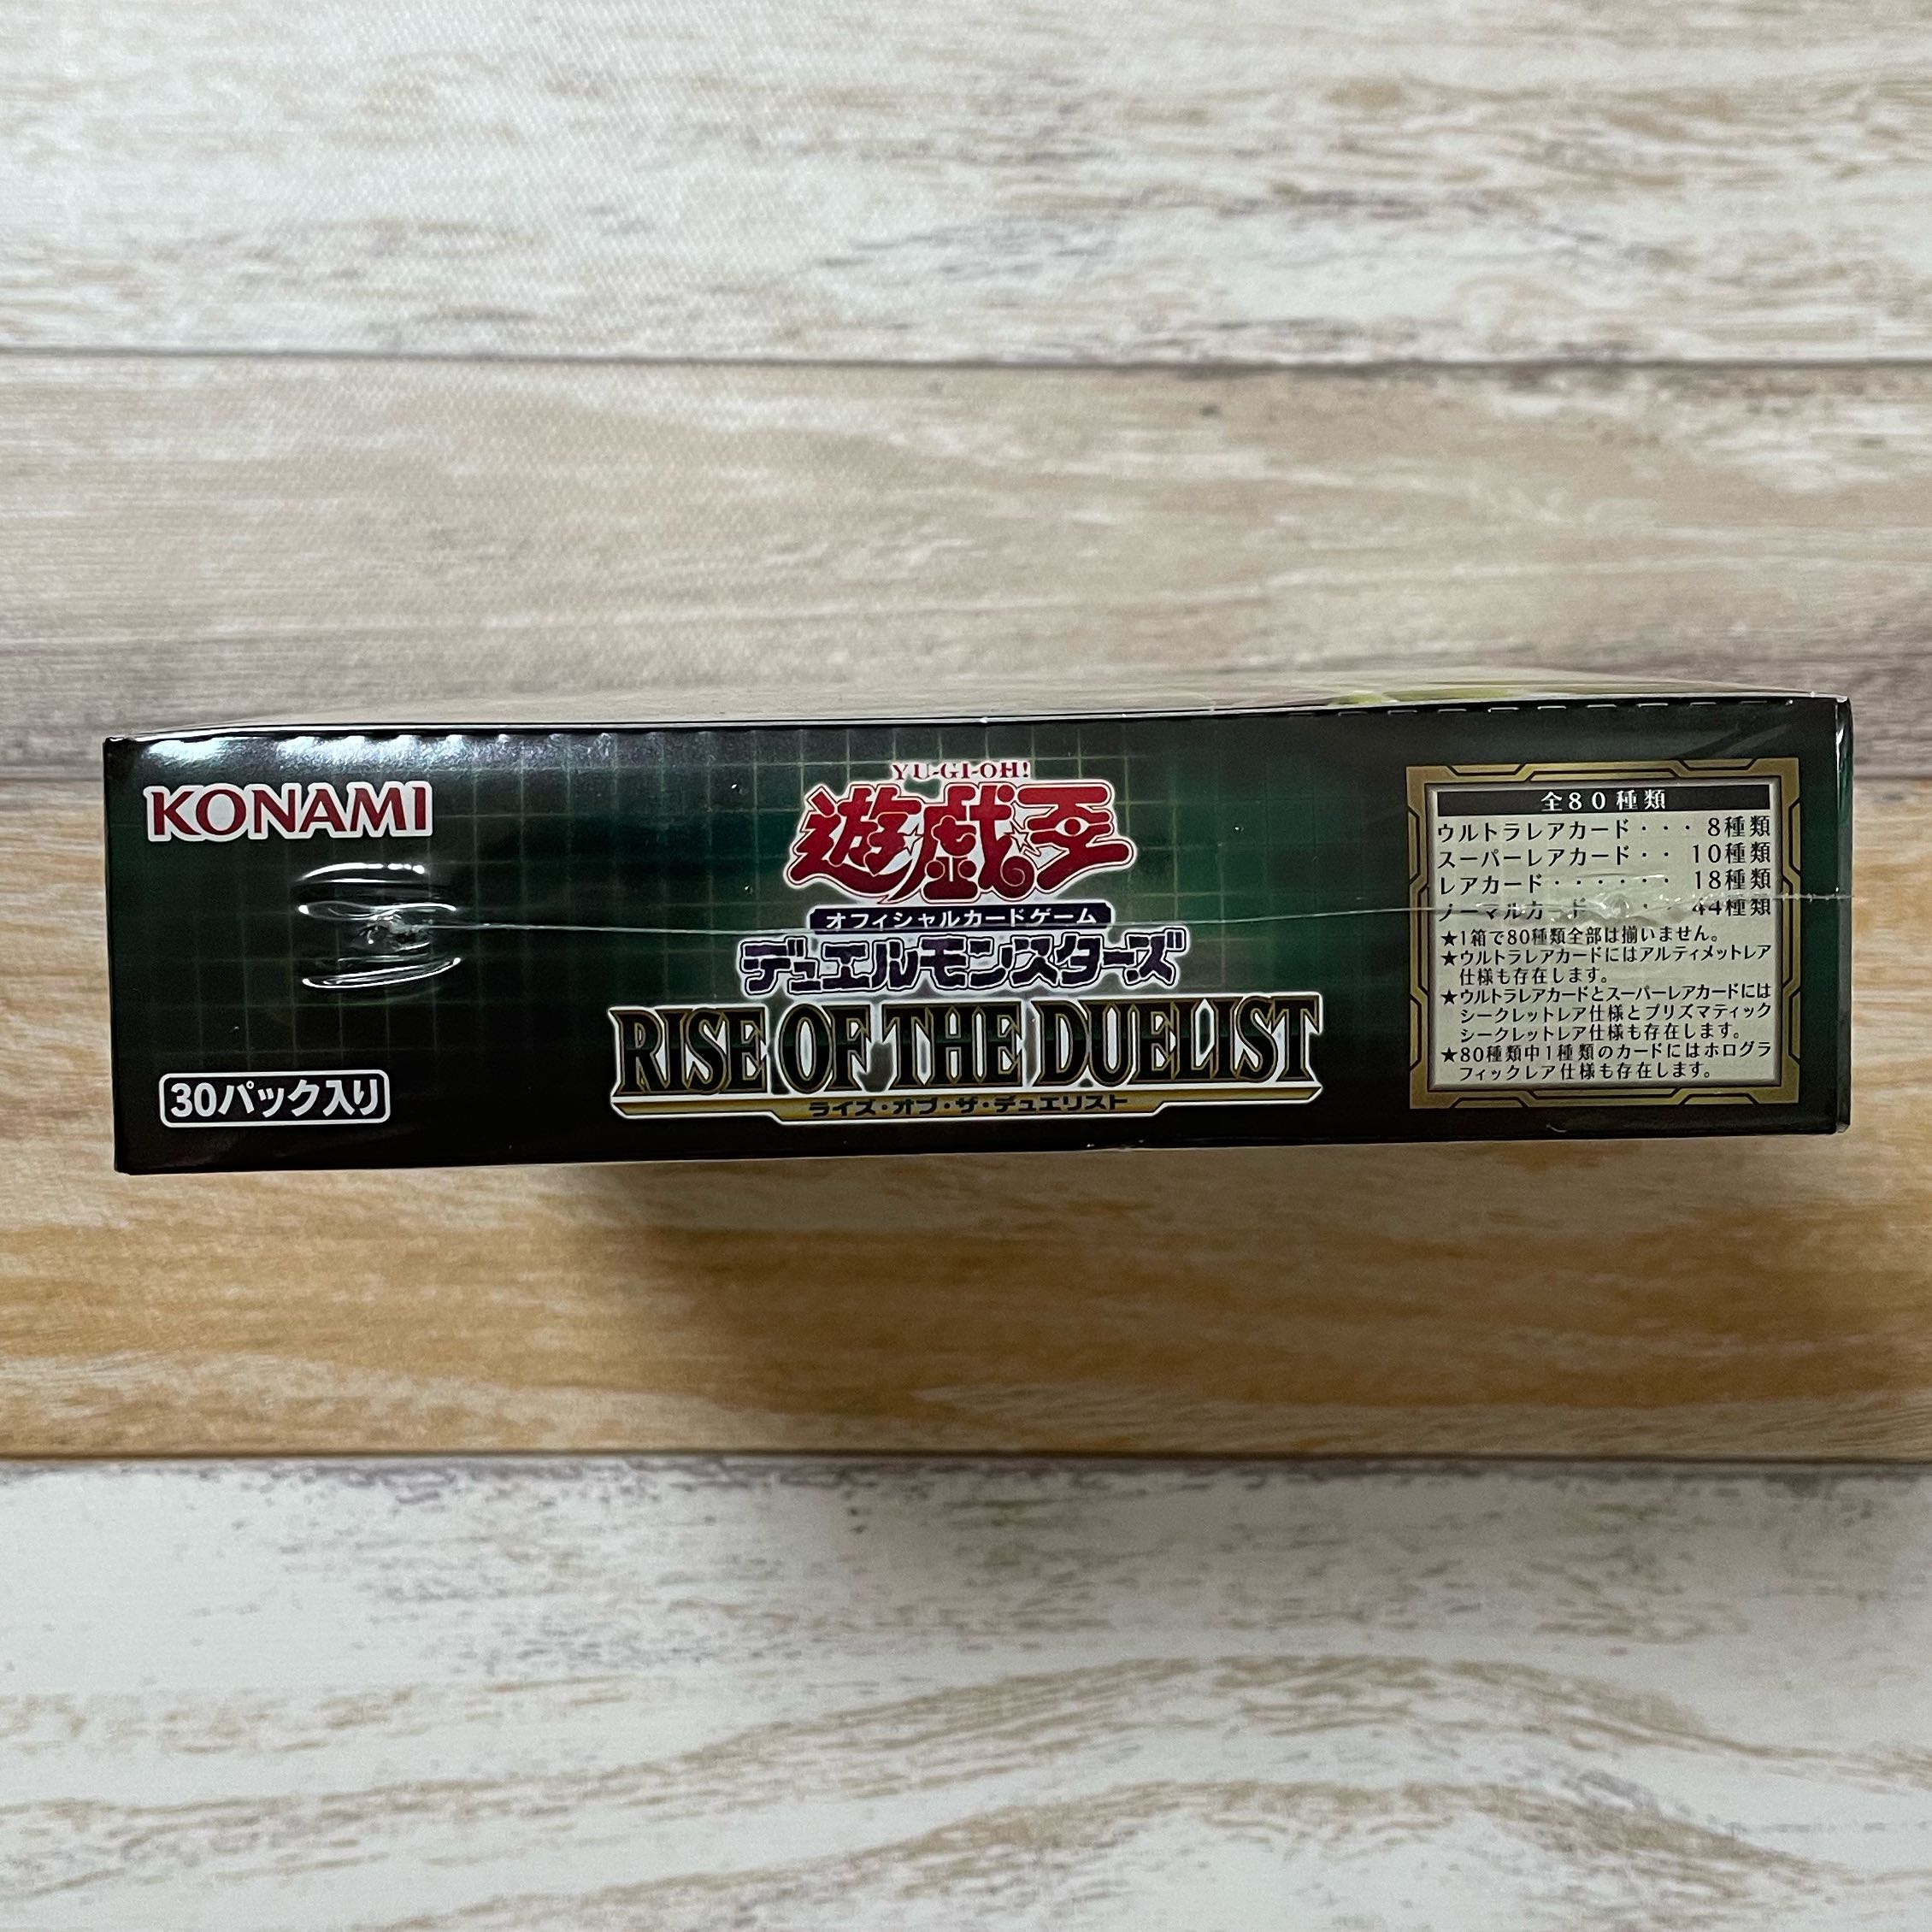 KONAMI
30パック入り
YU-GI-OH!
遊☆戯☆王
オフィシャルカードゲーム
デュエルモンスターズ
RISE OF THE DUELIST
ライズ・オブ・ザ・デュエリスト
全80種類
ウルトラレアカード・・・8種類
スーパーレアカード・・10種類
レアカード・・・・・・18種類
ノーマルカード・・・・44種類
★1箱で80種類全部は揃いません。
★ウルトラレアカードにはアルティメットレア
仕様も存在します。
★ウルトラレアカードとスーパーレアカードには
シークレットレア仕様とプリズマティック
シークレットレア仕様も存在します。
★80種類中1種類のカードにはホログラ
フィックレア仕様も存在します。